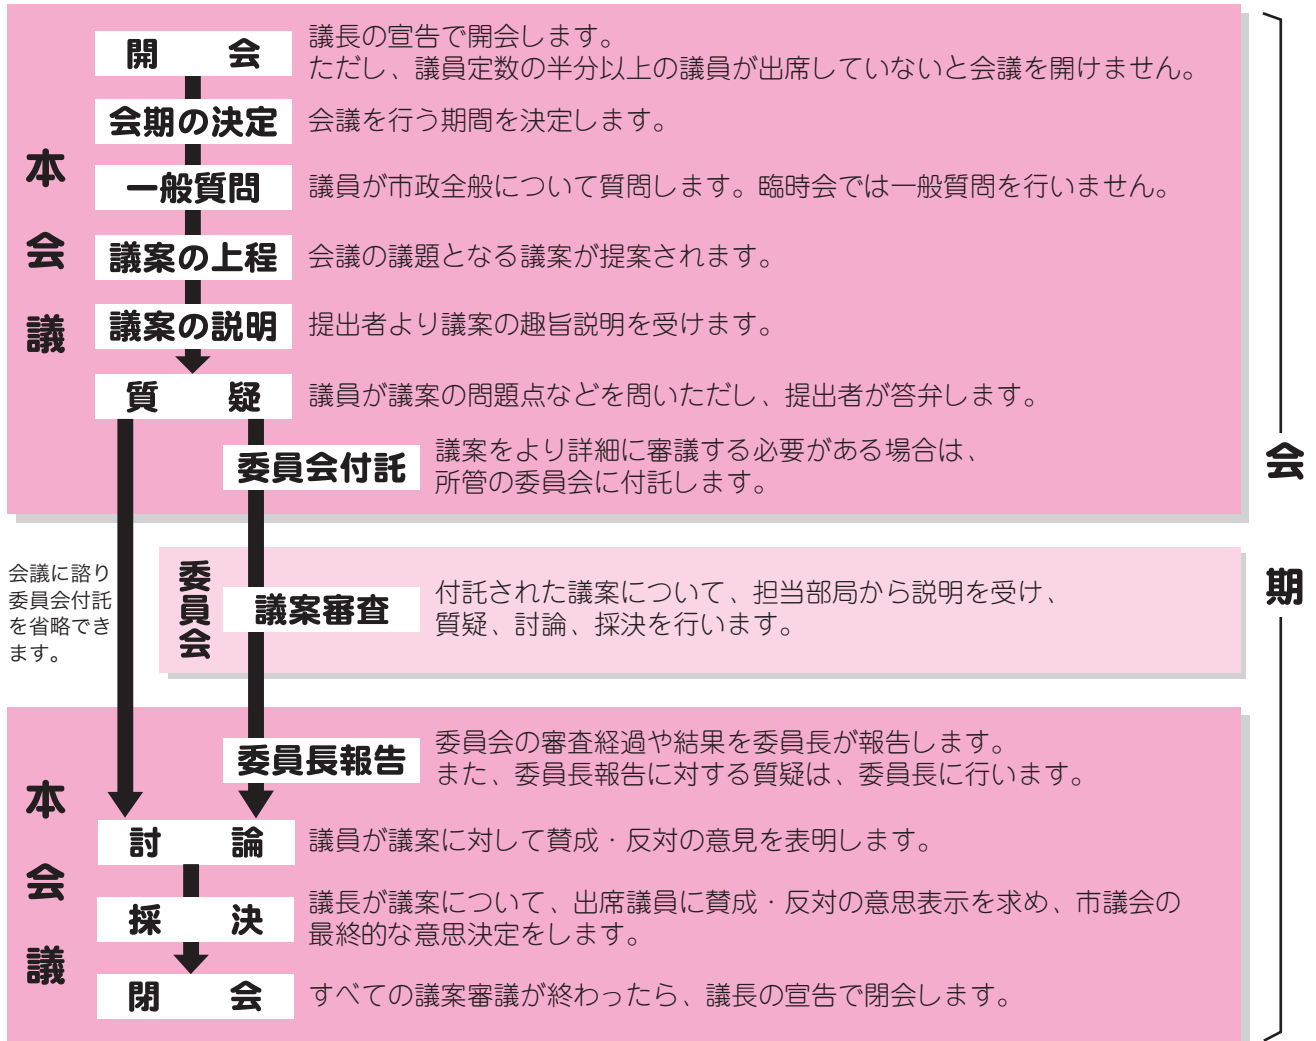 本会議
開 会
議長の宣告で開会します。
ただし、議員定数の半分以上の議員が出席していないと会議を開けません。
会期の決定
会議を行う期間を決定します。
一般質問
議員が市政全般について質問します。臨時会では一般質問を行いません。
議案の上程
会議の議題となる議案が提案されます。
議案の説明
提出者より議案の趣旨説明を受けます。
質 疑
議員が議案の問題点などを問いただし、提出者が答弁します。
委員会付託
議案をより詳細に審議する必要がある場合は、
所管の委員会に付託します。
会議に諮り
委員会付託
を省略でき
ます。
委員会
議案審査
付託された議案について、担当部局から説明を受け、
質疑、討論、採決を行います。
本会議
委員長報告
委員会の審査経過や結果を委員長が報告します。
また、委員長報告に対する質疑は、委員長に行います。
討 論
議員が議案に対して賛成・反対の意見を表明します。
採 決
議長が議案について、出席議員に賛成・反対の意思表示を求め、市議会の
最終的な意思決定をします。
閉 会
すべての議案審議が終わったら、議長の宣告で閉会します。
会期